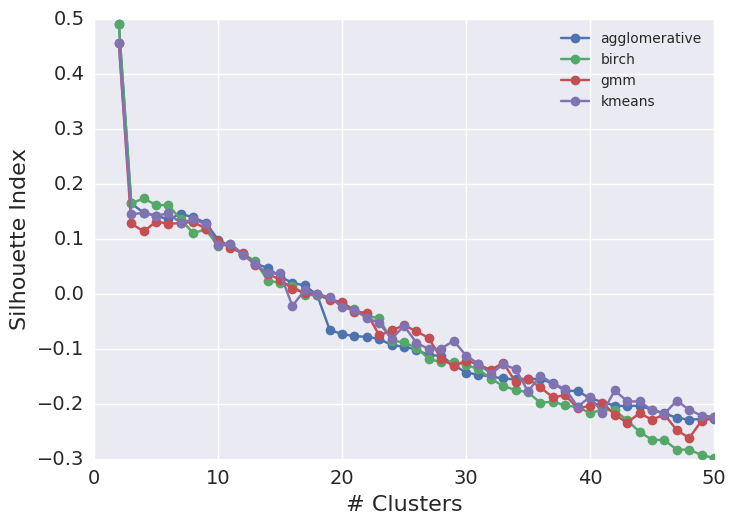 0.5
0.4
0.3
0.2
0.1
0.0
−0.1
−0.2
−0.3
Silhouette Index
agglomerative
birch
gmm
kmeans
0 10 20 30 40 50
# Clusters